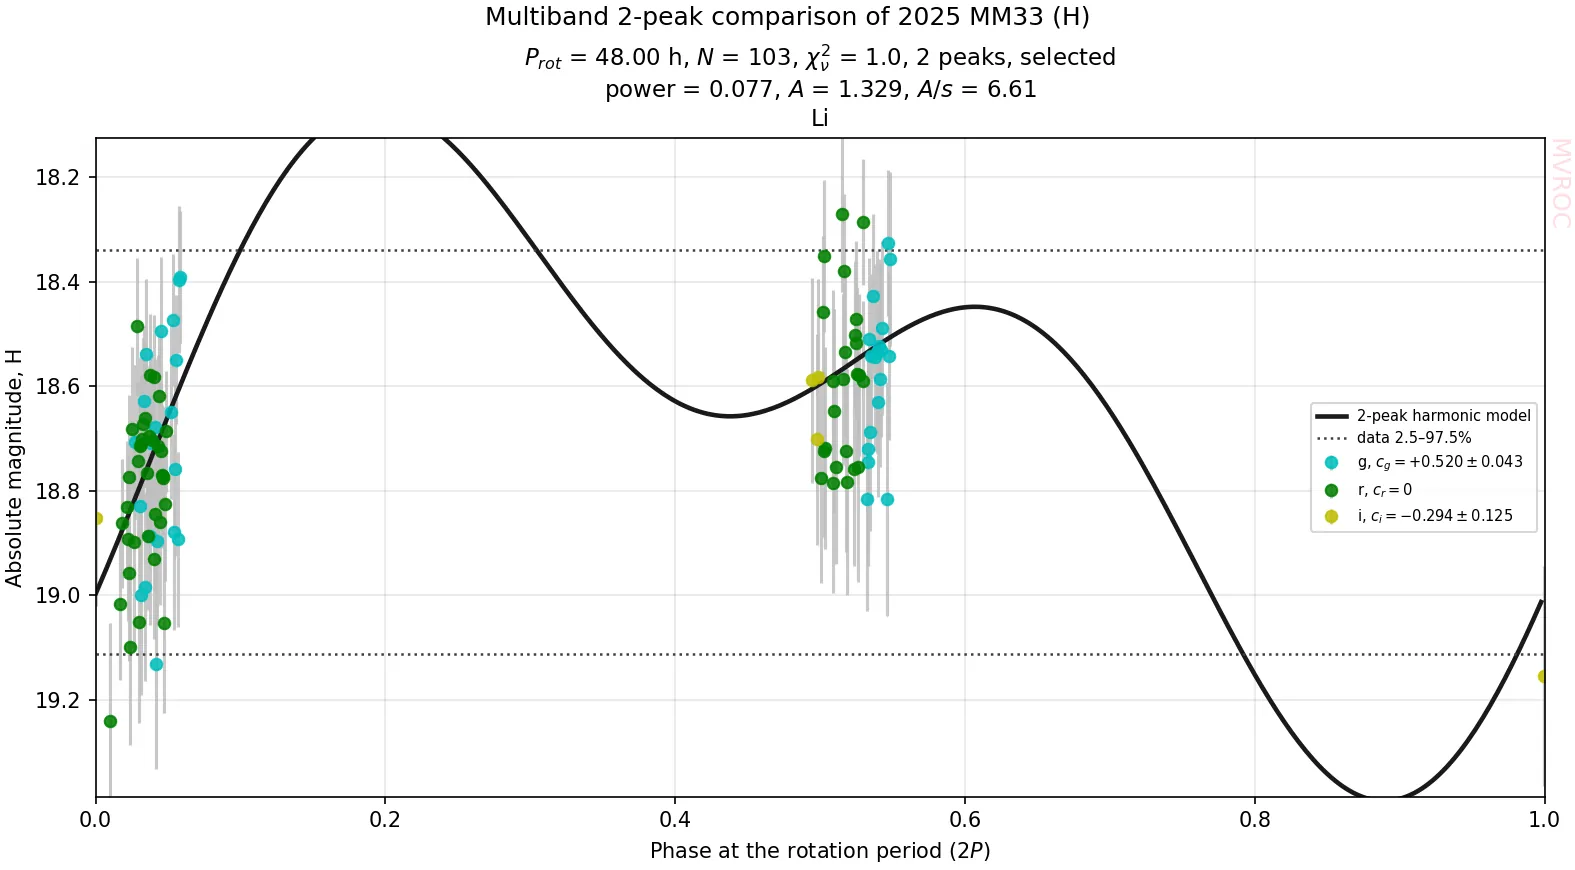 Multiband 2-peak comparison of 2025 MM33 (H)
P_rot = 48.00 h, N = 103, χ²_ν = 1.0, 2 peaks, selected
power = 0.077, A = 1.329, A/s = 6.61
Li
MVROC
18.2
18.4
18.6
18.8
19.0
19.2
Absolute magnitude, H
2-peak harmonic model
data 2.5–97.5%
g, c_g = +0.520 ± 0.043
r, c_r = 0
i, c_i = −0.294 ± 0.125
0.0 0.2 0.4 0.6 0.8 1.0
Phase at the rotation period (2P)